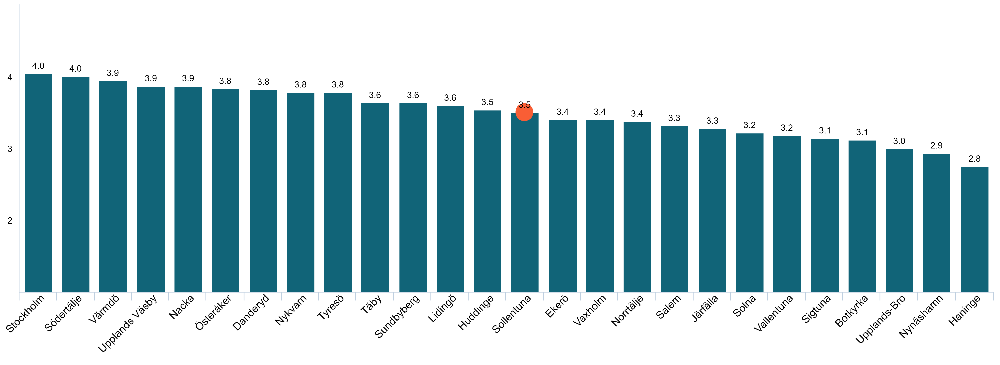 4.0
4.0
3.9
3.9
3.9
3.8
3.8
3.8
3.8
3.6
3.6
3.6
3.5
3.5
3.4
3.4
3.4
3.3
3.3
3.2
3.2
3.1
3.1
3.0
2.9
2.8
4
3
2
Stockholm
Södertälje
Värmdö
Upplands Väsby
Nacka
Österåker
Danderyd
Nykvarn
Tyresö
Täby
Sundbyberg
Lidingö
Huddinge
Sollentuna
Ekerö
Vaxholm
Norrtälje
Salem
Järfälla
Solna
Vallentuna
Sigtuna
Botkyrka
Upplands-Bro
Nynäshamn
Haninge